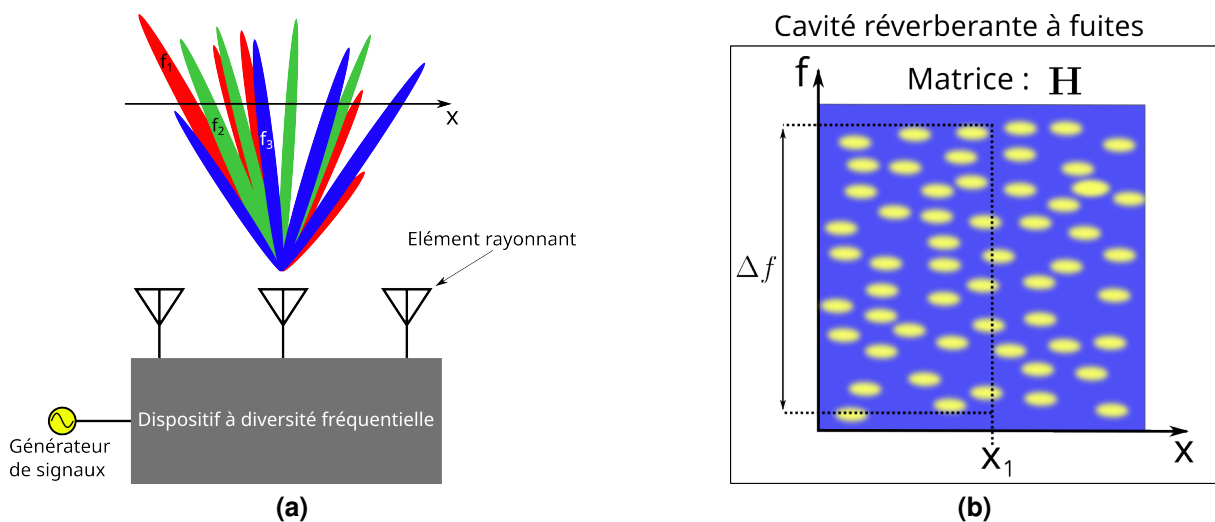 f₁
f₂
f₃
x
Elément rayonnant
Dispositif à diversité fréquentielle
Générateur
de signaux
(a)
Cavité réverberante à fuites
f
Matrice : H
Δf
x₁
x
(b)